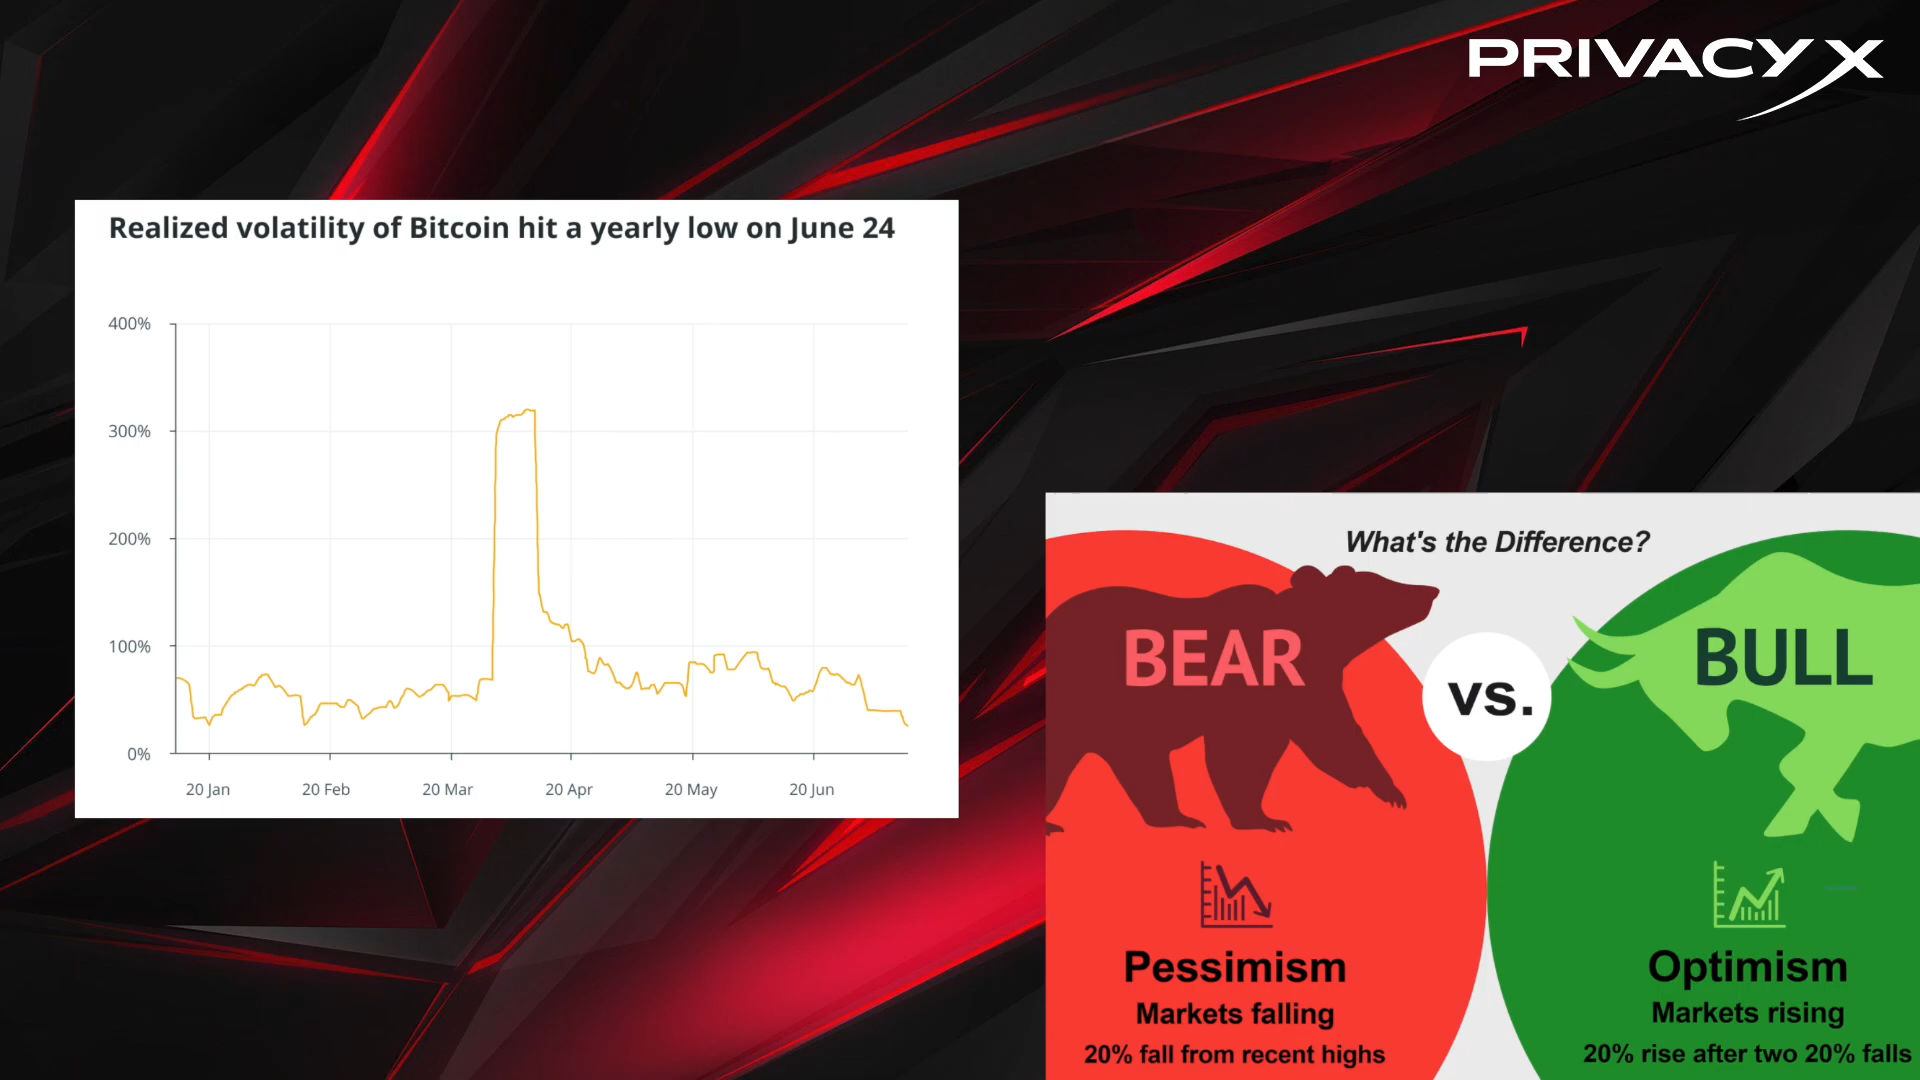 PRIVACY X
Realized volatility of Bitcoin hit a yearly low on June 24
400%
300%
200%
100%
0%
20 Jan 20 Feb 20 Mar 20 Apr 20 May 20 Jun
What's the Difference?
BEAR
vs.
BULL
Pessimism
Markets falling
20% fall from recent highs
Optimism
Markets rising
20% rise after two 20% falls